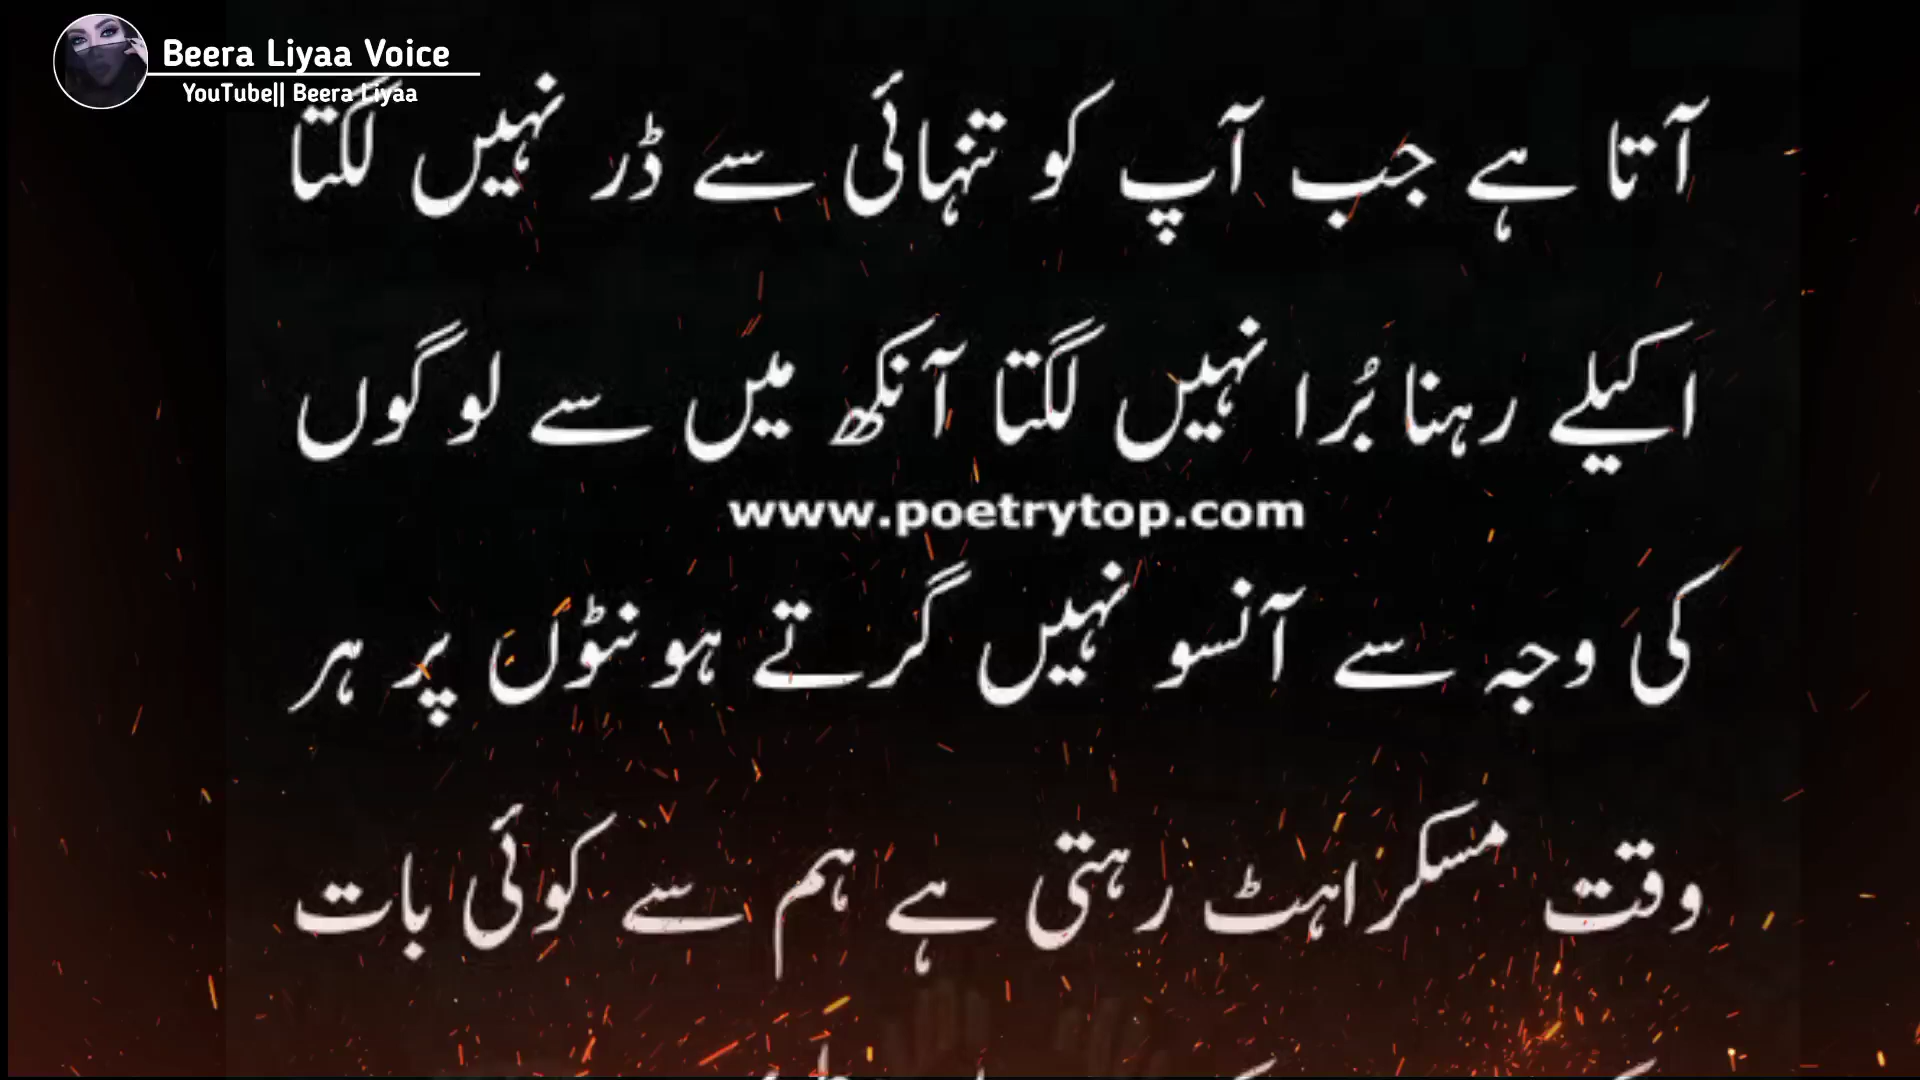 Beera Liyaa Voice
YouTube|| Beera Liyaa
آتا ہے جب آپ کو تنہائی سے ڈر نہیں لگتا
اکیلے رہنا بُرا نہیں لگتا آنکھ میں سے لوگوں
www.poetrytop.com
کی وجہ سے آنسو نہیں گرتے ہونٹوں پر ہر
وقت مسکراہٹ رہتی ہے ہم سے کوئی بات